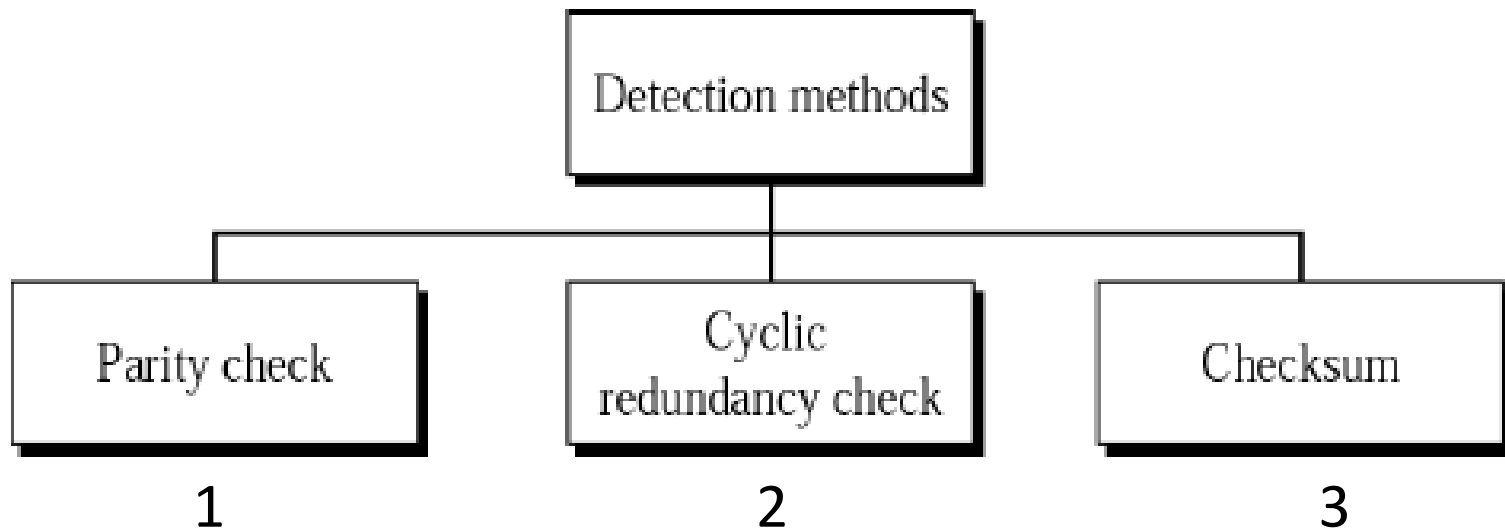 Detection methods
Parity check
Cyclic
redundancy check
Checksum
1
2
3